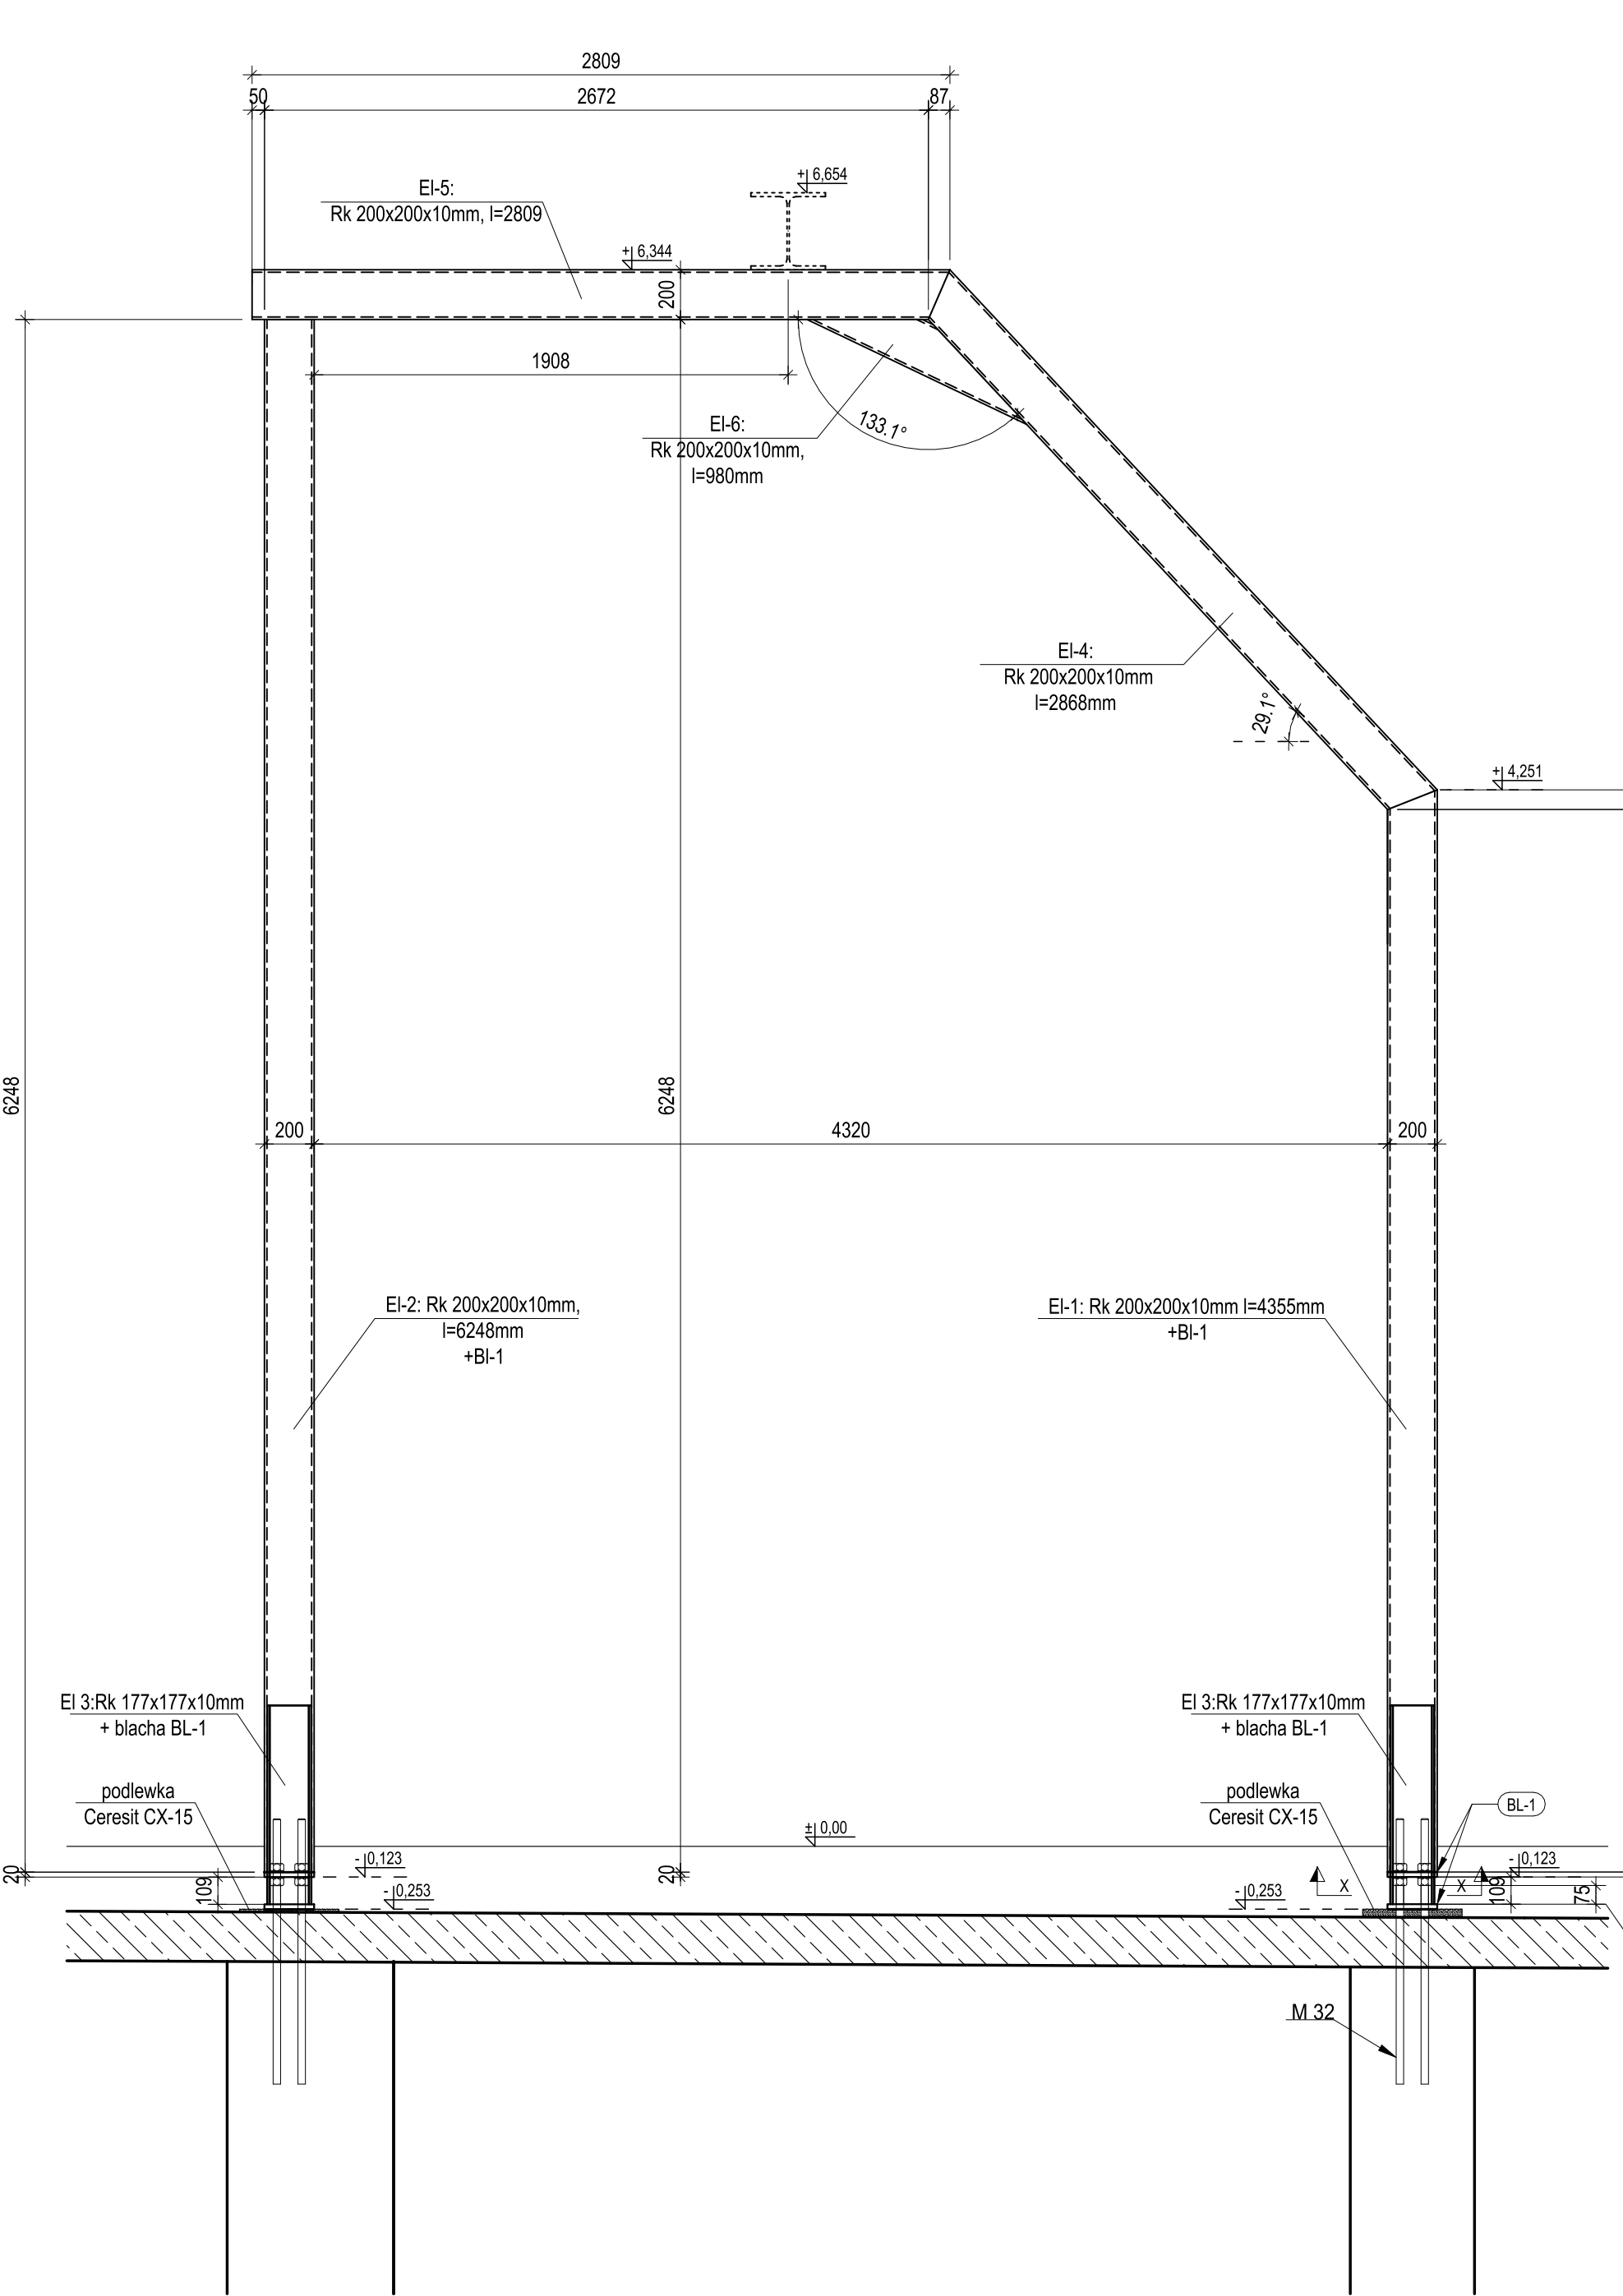 2809
50
2672
87
+ 6,654
El-5:
Rk 200x200x10mm, l=2809
+ 6,344
200
1908
133.1°
El-6:
Rk 200x200x10mm,
l=980mm
El-4:
Rk 200x200x10mm
l=2868mm
29.1°
+ 4,251
6248
6248
200
4320
200
El-2: Rk 200x200x10mm,
l=6248mm
+Bl-1
El-1: Rk 200x200x10mm l=4355mm
+Bl-1
El 3:Rk 177x177x10mm
+ blacha BL-1
El 3:Rk 177x177x10mm
+ blacha BL-1
podlewka
Ceresit CX-15
podlewka
Ceresit CX-15
BL-1
± 0,00
20
- 0,123
20
- 0,123
109
- 0,253
- 0,253
X
X
109
75
M 32